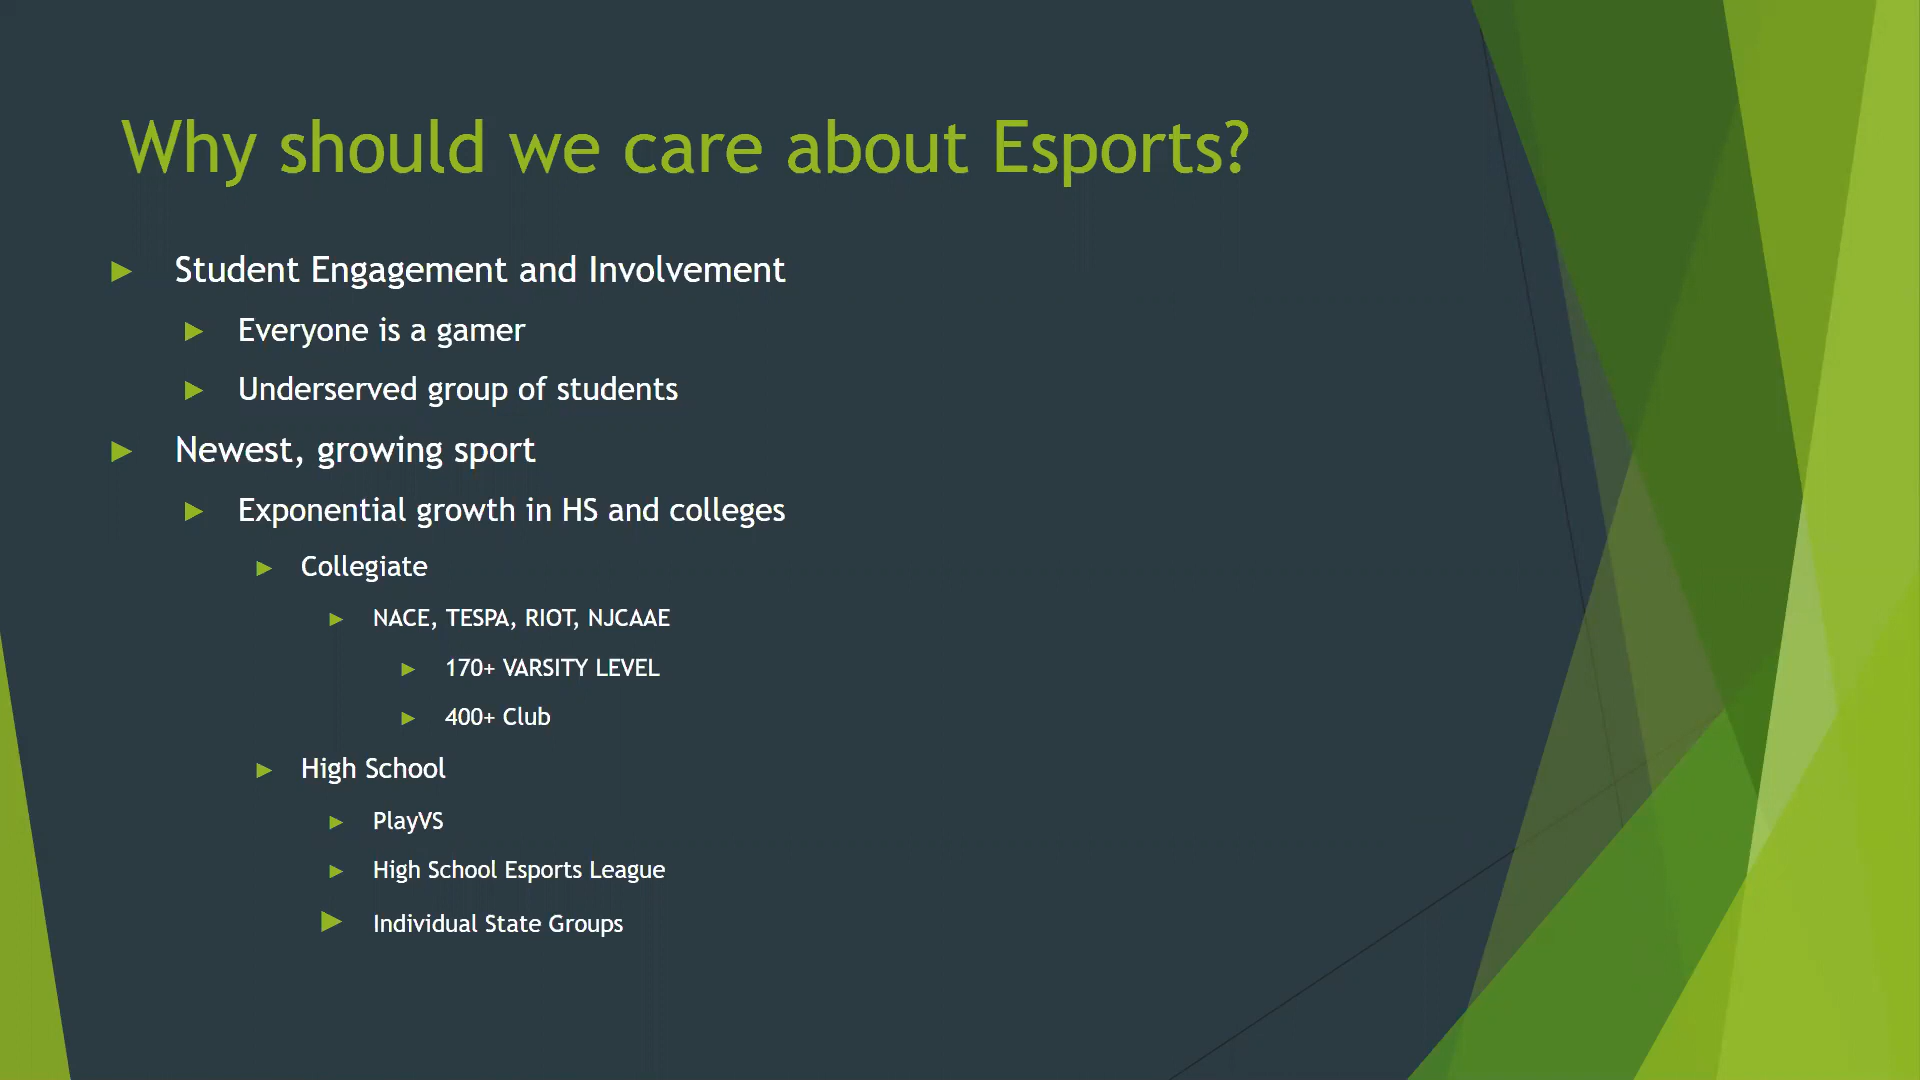 Why should we care about Esports?
Student Engagement and Involvement
Everyone is a gamer
Underserved group of students
Newest, growing sport
Exponential growth in HS and colleges
Collegiate
NACE, TESPA, RIOT, NJCAAE
170+ VARSITY LEVEL
400+ Club
High School
PlayVS
High School Esports League
Individual State Groups